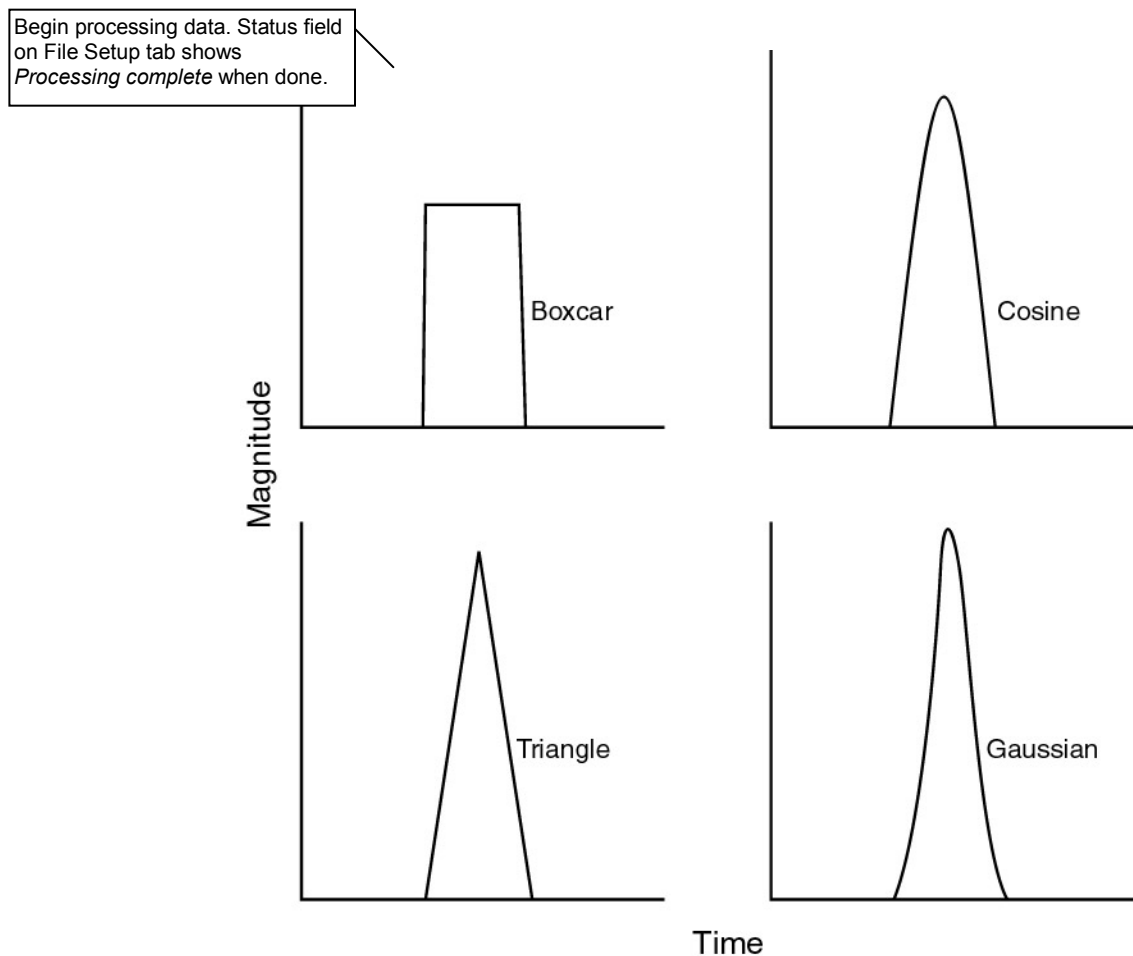 Begin processing data. Status field
on File Setup tab shows
Processing complete when done.
Boxcar
Cosine
Magnitude
Triangle
Gaussian
Time